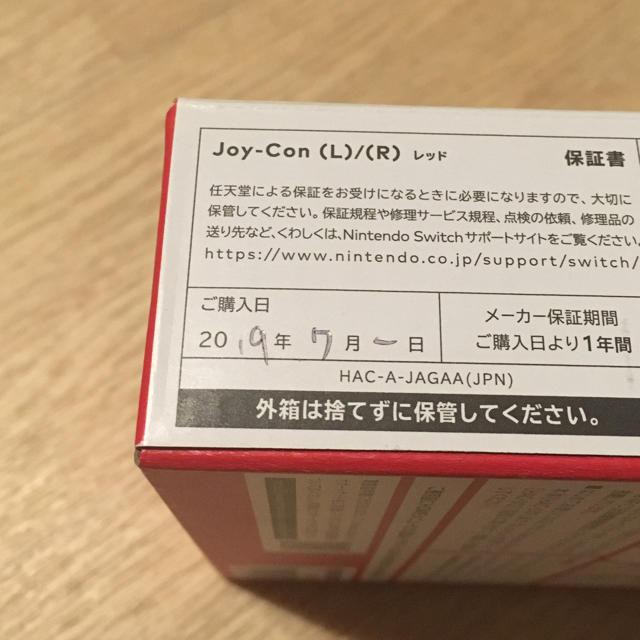 Joy-Con (L)/(R) レッド 保証書
任天堂による保証をお受けになるときに必要になりますので、大切に
保管してください。保証規程や修理サービス規程、点検の依頼、修理品の
送り先など、くわしくは、Nintendo Switchサポートサイトをご覧ください。
https://www.nintendo.co.jp/support/switch/
ご購入日
2019年 7月 一 日
メーカー保証期間
ご購入日より1年間
HAC-A-JAGAA(JPN)
外箱は捨てずに保管してください。